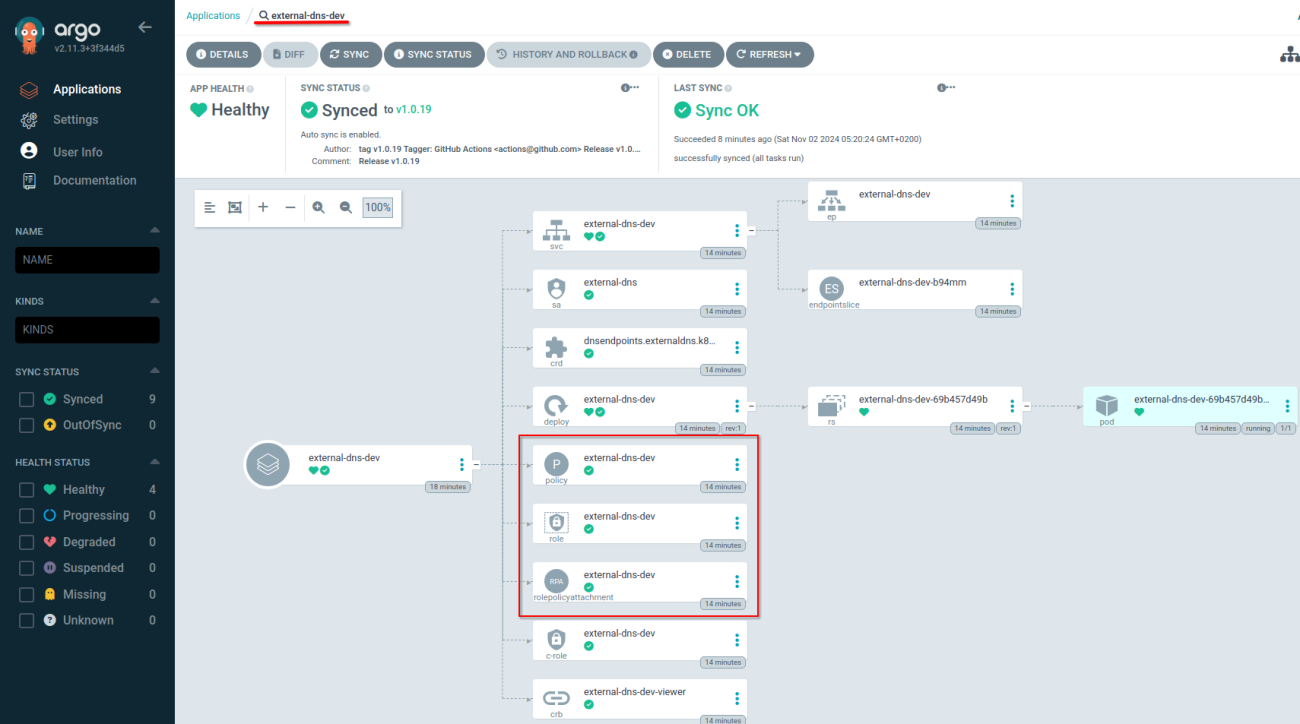 argo
v2.11.3+3f344d5
Applications
Settings
User Info
Documentation
NAME
NAME
KINDS
KINDS
SYNC STATUS
Synced 9
OutOfSync 0
HEALTH STATUS
Healthy 4
Progressing 0
Degraded 0
Suspended 0
Missing 0
Unknown 0
Applications / external-dns-dev
DETAILS DIFF SYNC SYNC STATUS HISTORY AND ROLLBACK DELETE REFRESH
APP HEALTH
Healthy
SYNC STATUS
Synced to v1.0.19
Auto sync is enabled.
Author: tag v1.0.19 Tagger: GitHub Actions <actions@github.com> Release v1.0....
Comment: Release v1.0.19
LAST SYNC
Sync OK
Succeeded 8 minutes ago (Sat Nov 02 2024 05:20:24 GMT+0200)
successfully synced (all tasks run)
100%
external-dns-dev
18 minutes
external-dns-dev
svc
14 minutes
external-dns
sa
14 minutes
dnsendpoints.externaldns.k8...
crd
14 minutes
external-dns-dev
deploy
14 minutes rev:1
P
external-dns-dev
policy
14 minutes
external-dns-dev
role
14 minutes
RPA
external-dns-dev
rolepolicyattachment
14 minutes
external-dns-dev
c-role
14 minutes
external-dns-dev-viewer
crb
14 minutes
external-dns-dev
ep
14 minutes
ES
external-dns-dev-b94mm
endpointslice
14 minutes
external-dns-dev-69b457d49b
rs
14 minutes rev:1
external-dns-dev-69b457d49b...
pod
14 minutes running 1/1